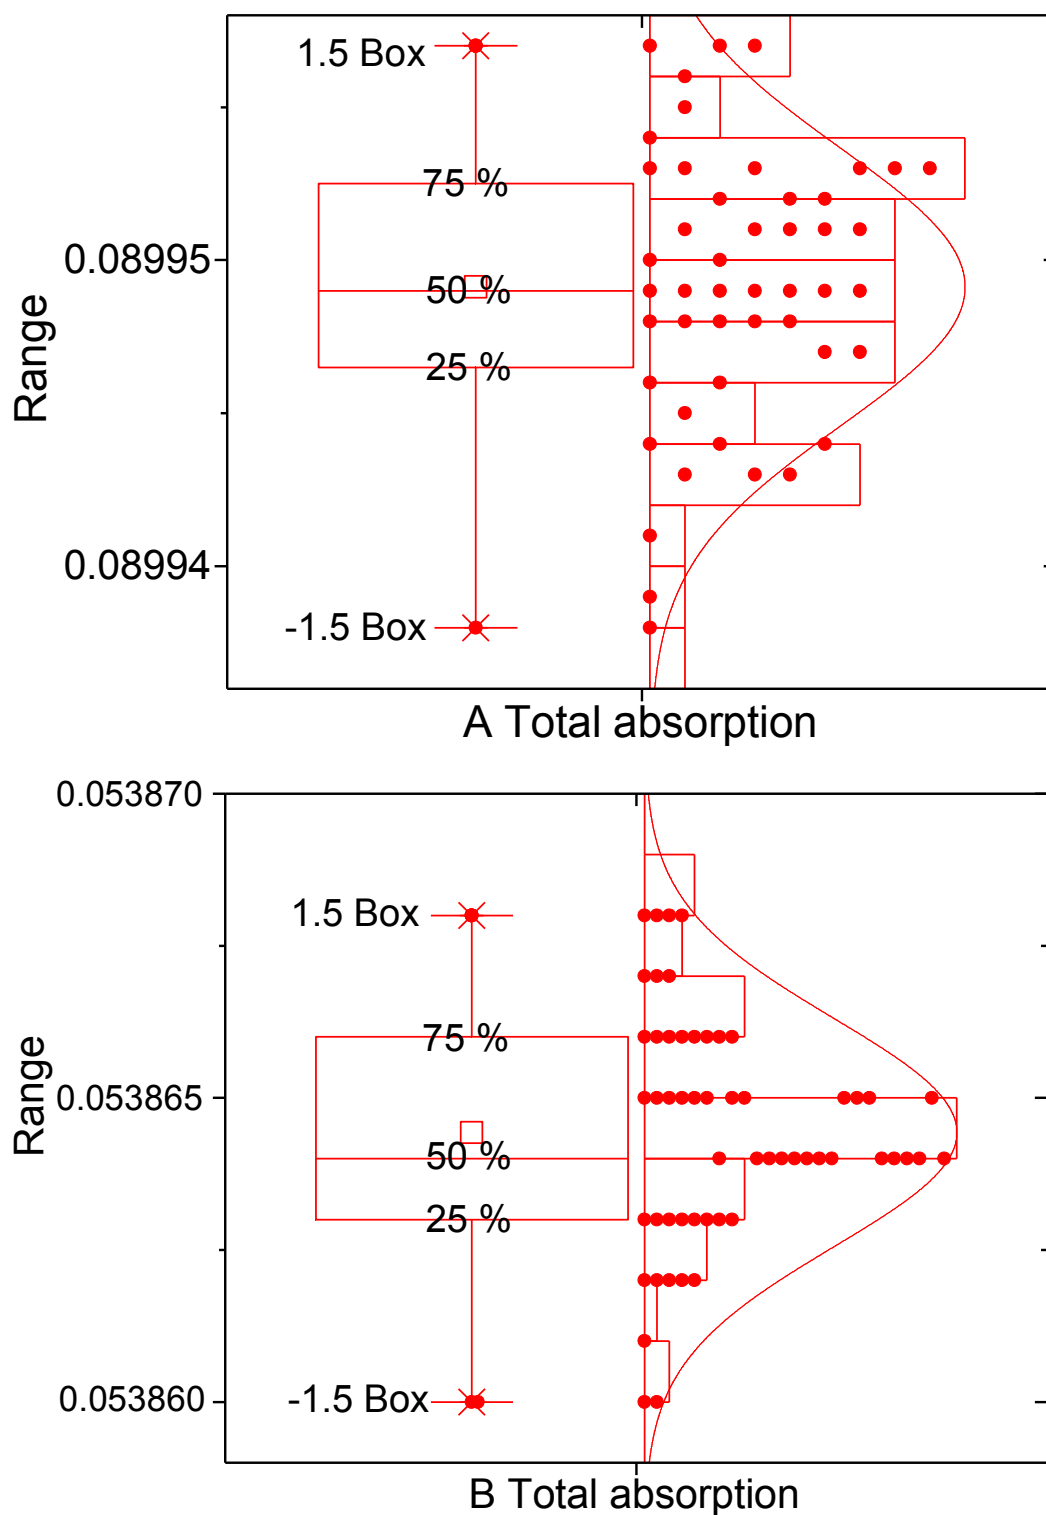 1.5 Box
75 %
0.08995
50 %
25 %
Range
0.08994
-1.5 Box
A Total absorption
0.053870
1.5 Box
75 %
0.053865
Range
50 %
25 %
0.053860
-1.5 Box
B Total absorption